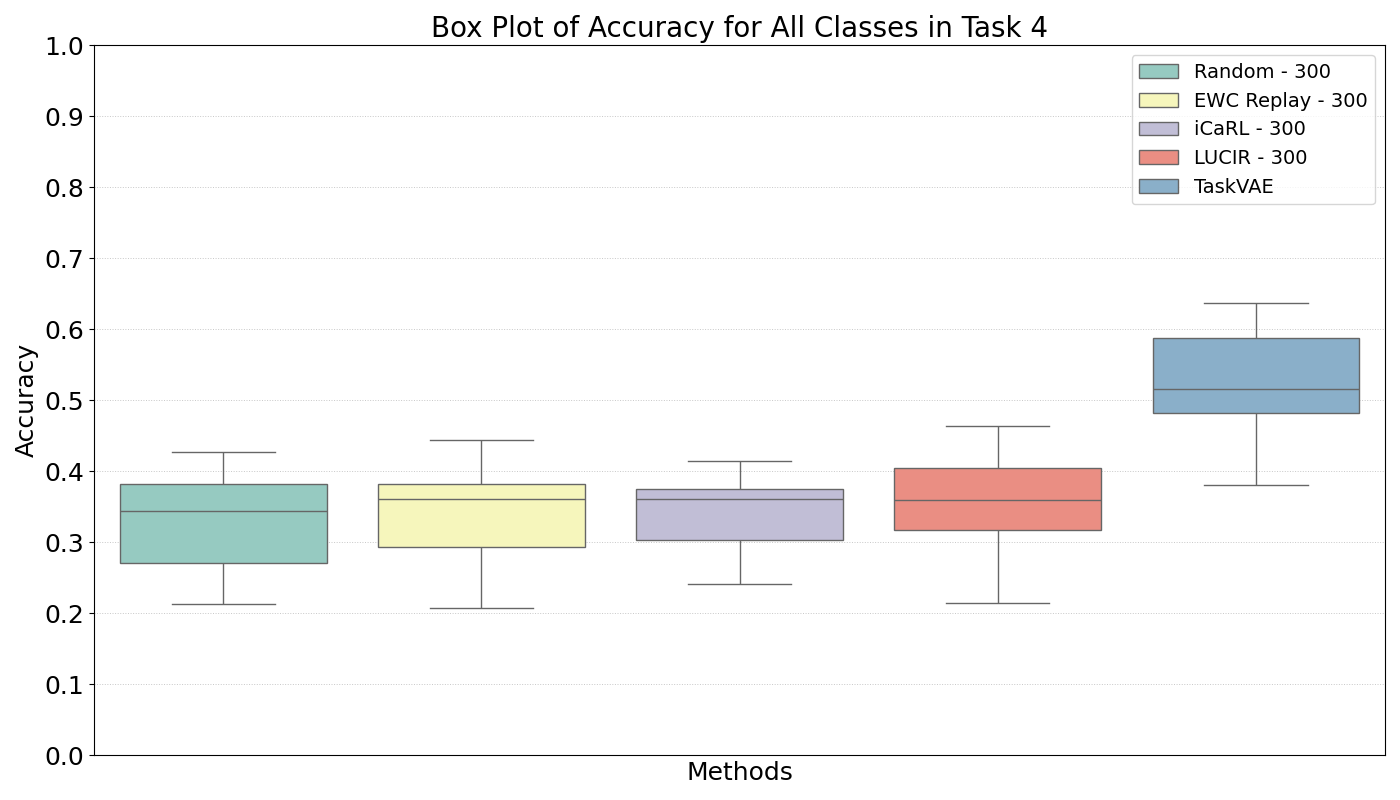 Box Plot of Accuracy for All Classes in Task 4
1.0
0.9
0.8
0.7
0.6
0.5
0.4
0.3
0.2
0.1
0.0
Accuracy
Methods
Random - 300
EWC Replay - 300
iCaRL - 300
LUCIR - 300
TaskVAE